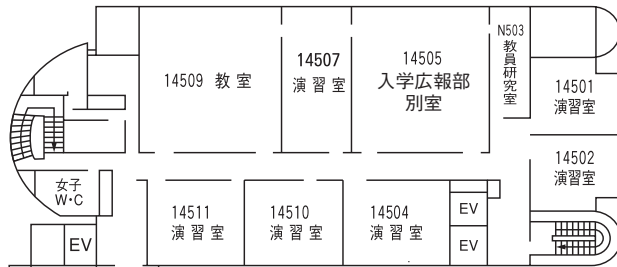 14509 教室
14507
演習室
14505
入学広報部
別室
N503
教員研究室
14501
演習室
14502
演習室
女子
W・C
EV
14511
演習室
14510
演習室
14504
演習室
EV
EV